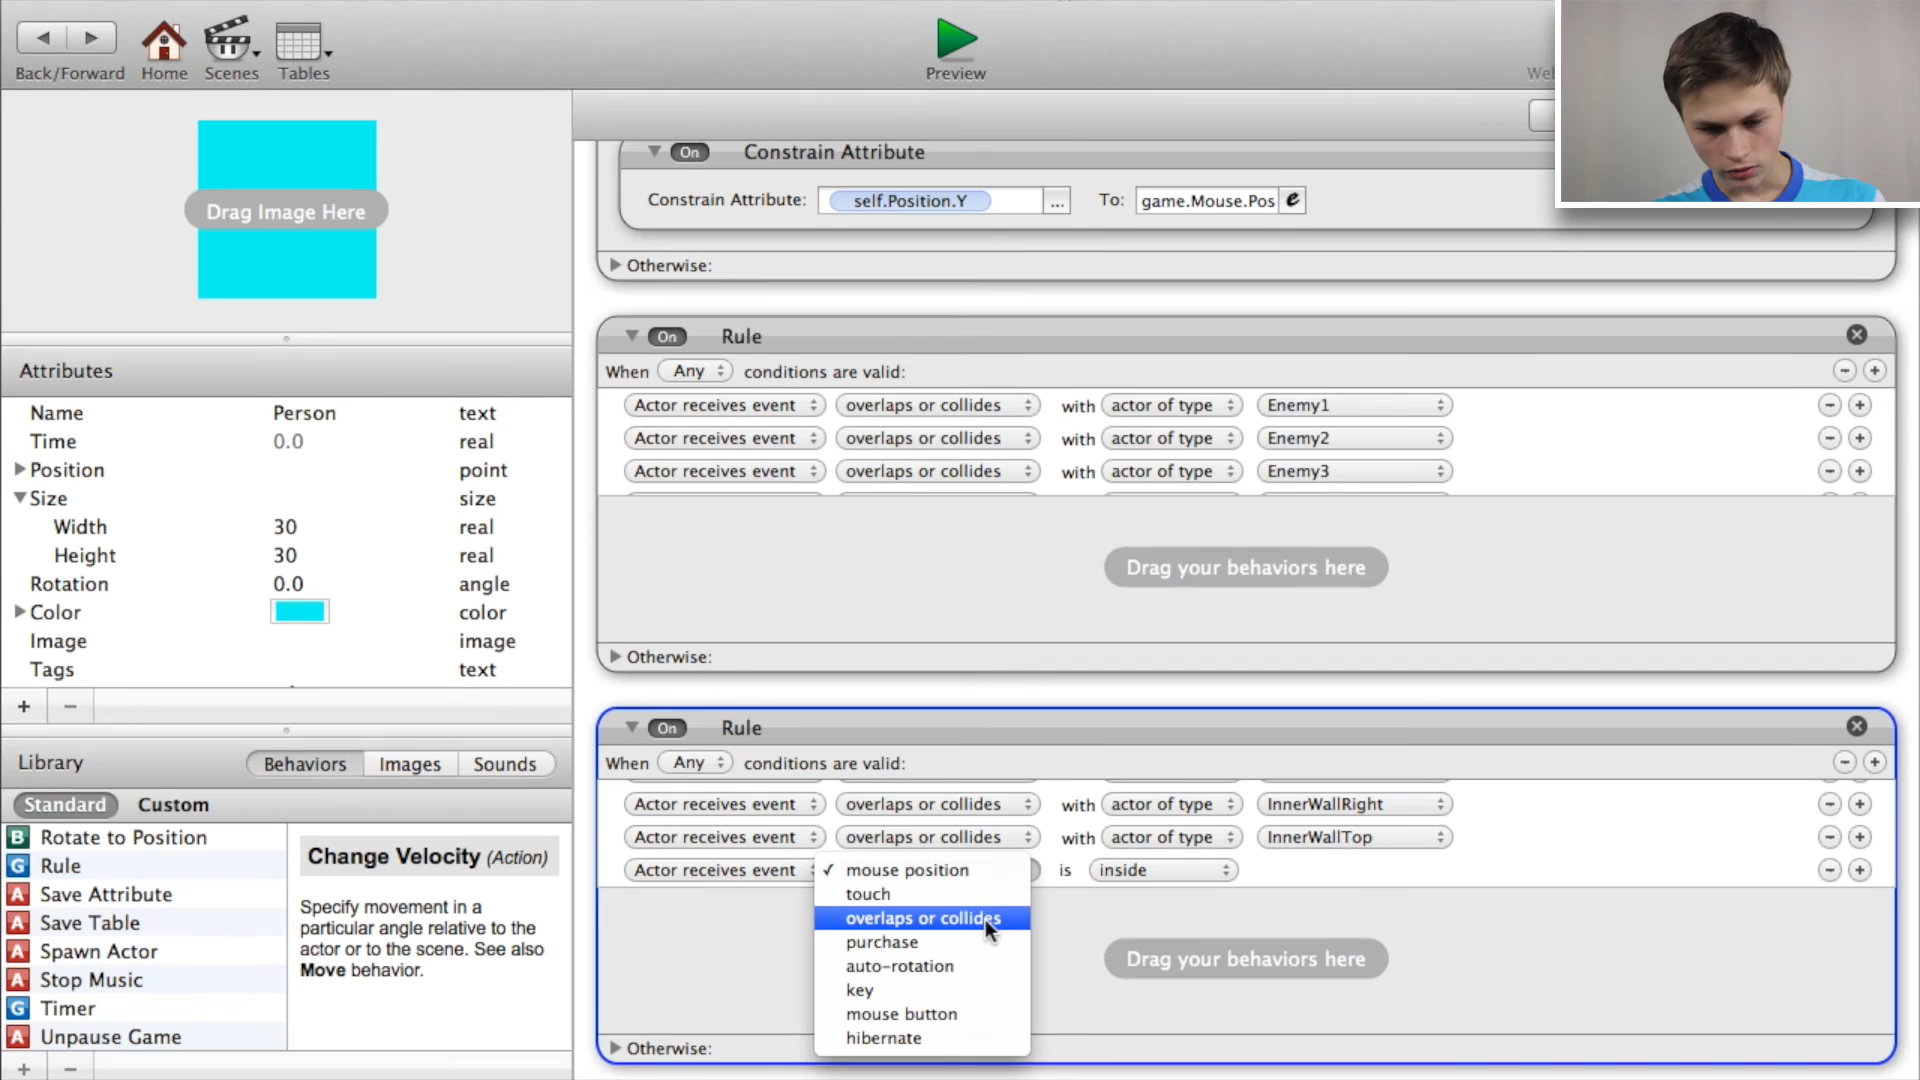 Back/Forward
Home
Scenes
Tables
Preview
Drag Image Here
Attributes
Name Person text
Time 0.0 real
Position point
Size size
Width 30 real
Height 30 real
Rotation 0.0 angle
Color color
Image image
Tags text
+ −
Library Behaviors Images Sounds
Standard Custom
B Rotate to Position
G Rule
A Save Attribute
A Save Table
A Spawn Actor
A Stop Music
G Timer
A Unpause Game
+ −
Change Velocity (Action)
Specify movement in a
particular angle relative to the
actor or to the scene. See also
Move behavior.
On Constrain Attribute
Constrain Attribute: self.Position.Y ... To: game.Mouse.Pos e
Otherwise:
On Rule
When Any conditions are valid:
Actor receives event overlaps or collides with actor of type Enemy1
Actor receives event overlaps or collides with actor of type Enemy2
Actor receives event overlaps or collides with actor of type Enemy3
Drag your behaviors here
Otherwise:
On Rule
When Any conditions are valid:
Actor receives event overlaps or collides with actor of type InnerWallRight
Actor receives event overlaps or collides with actor of type InnerWallTop
Actor receives event ✓ mouse position is inside
touch
overlaps or collides
purchase
auto-rotation
key
mouse button
hibernate
Drag your behaviors here
Otherwise: